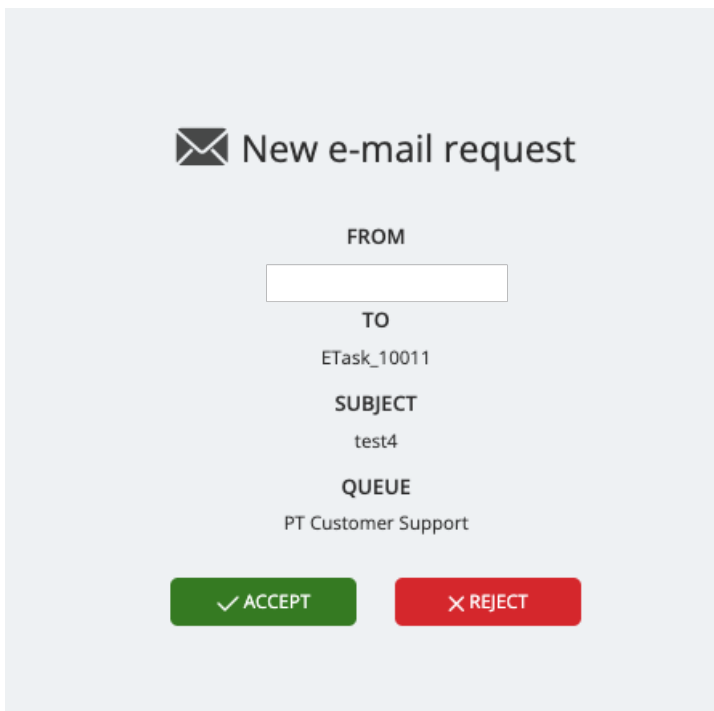 New e-mail request
FROM
TO
ETask_10011
SUBJECT
test4
QUEUE
PT Customer Support
ACCEPT
REJECT